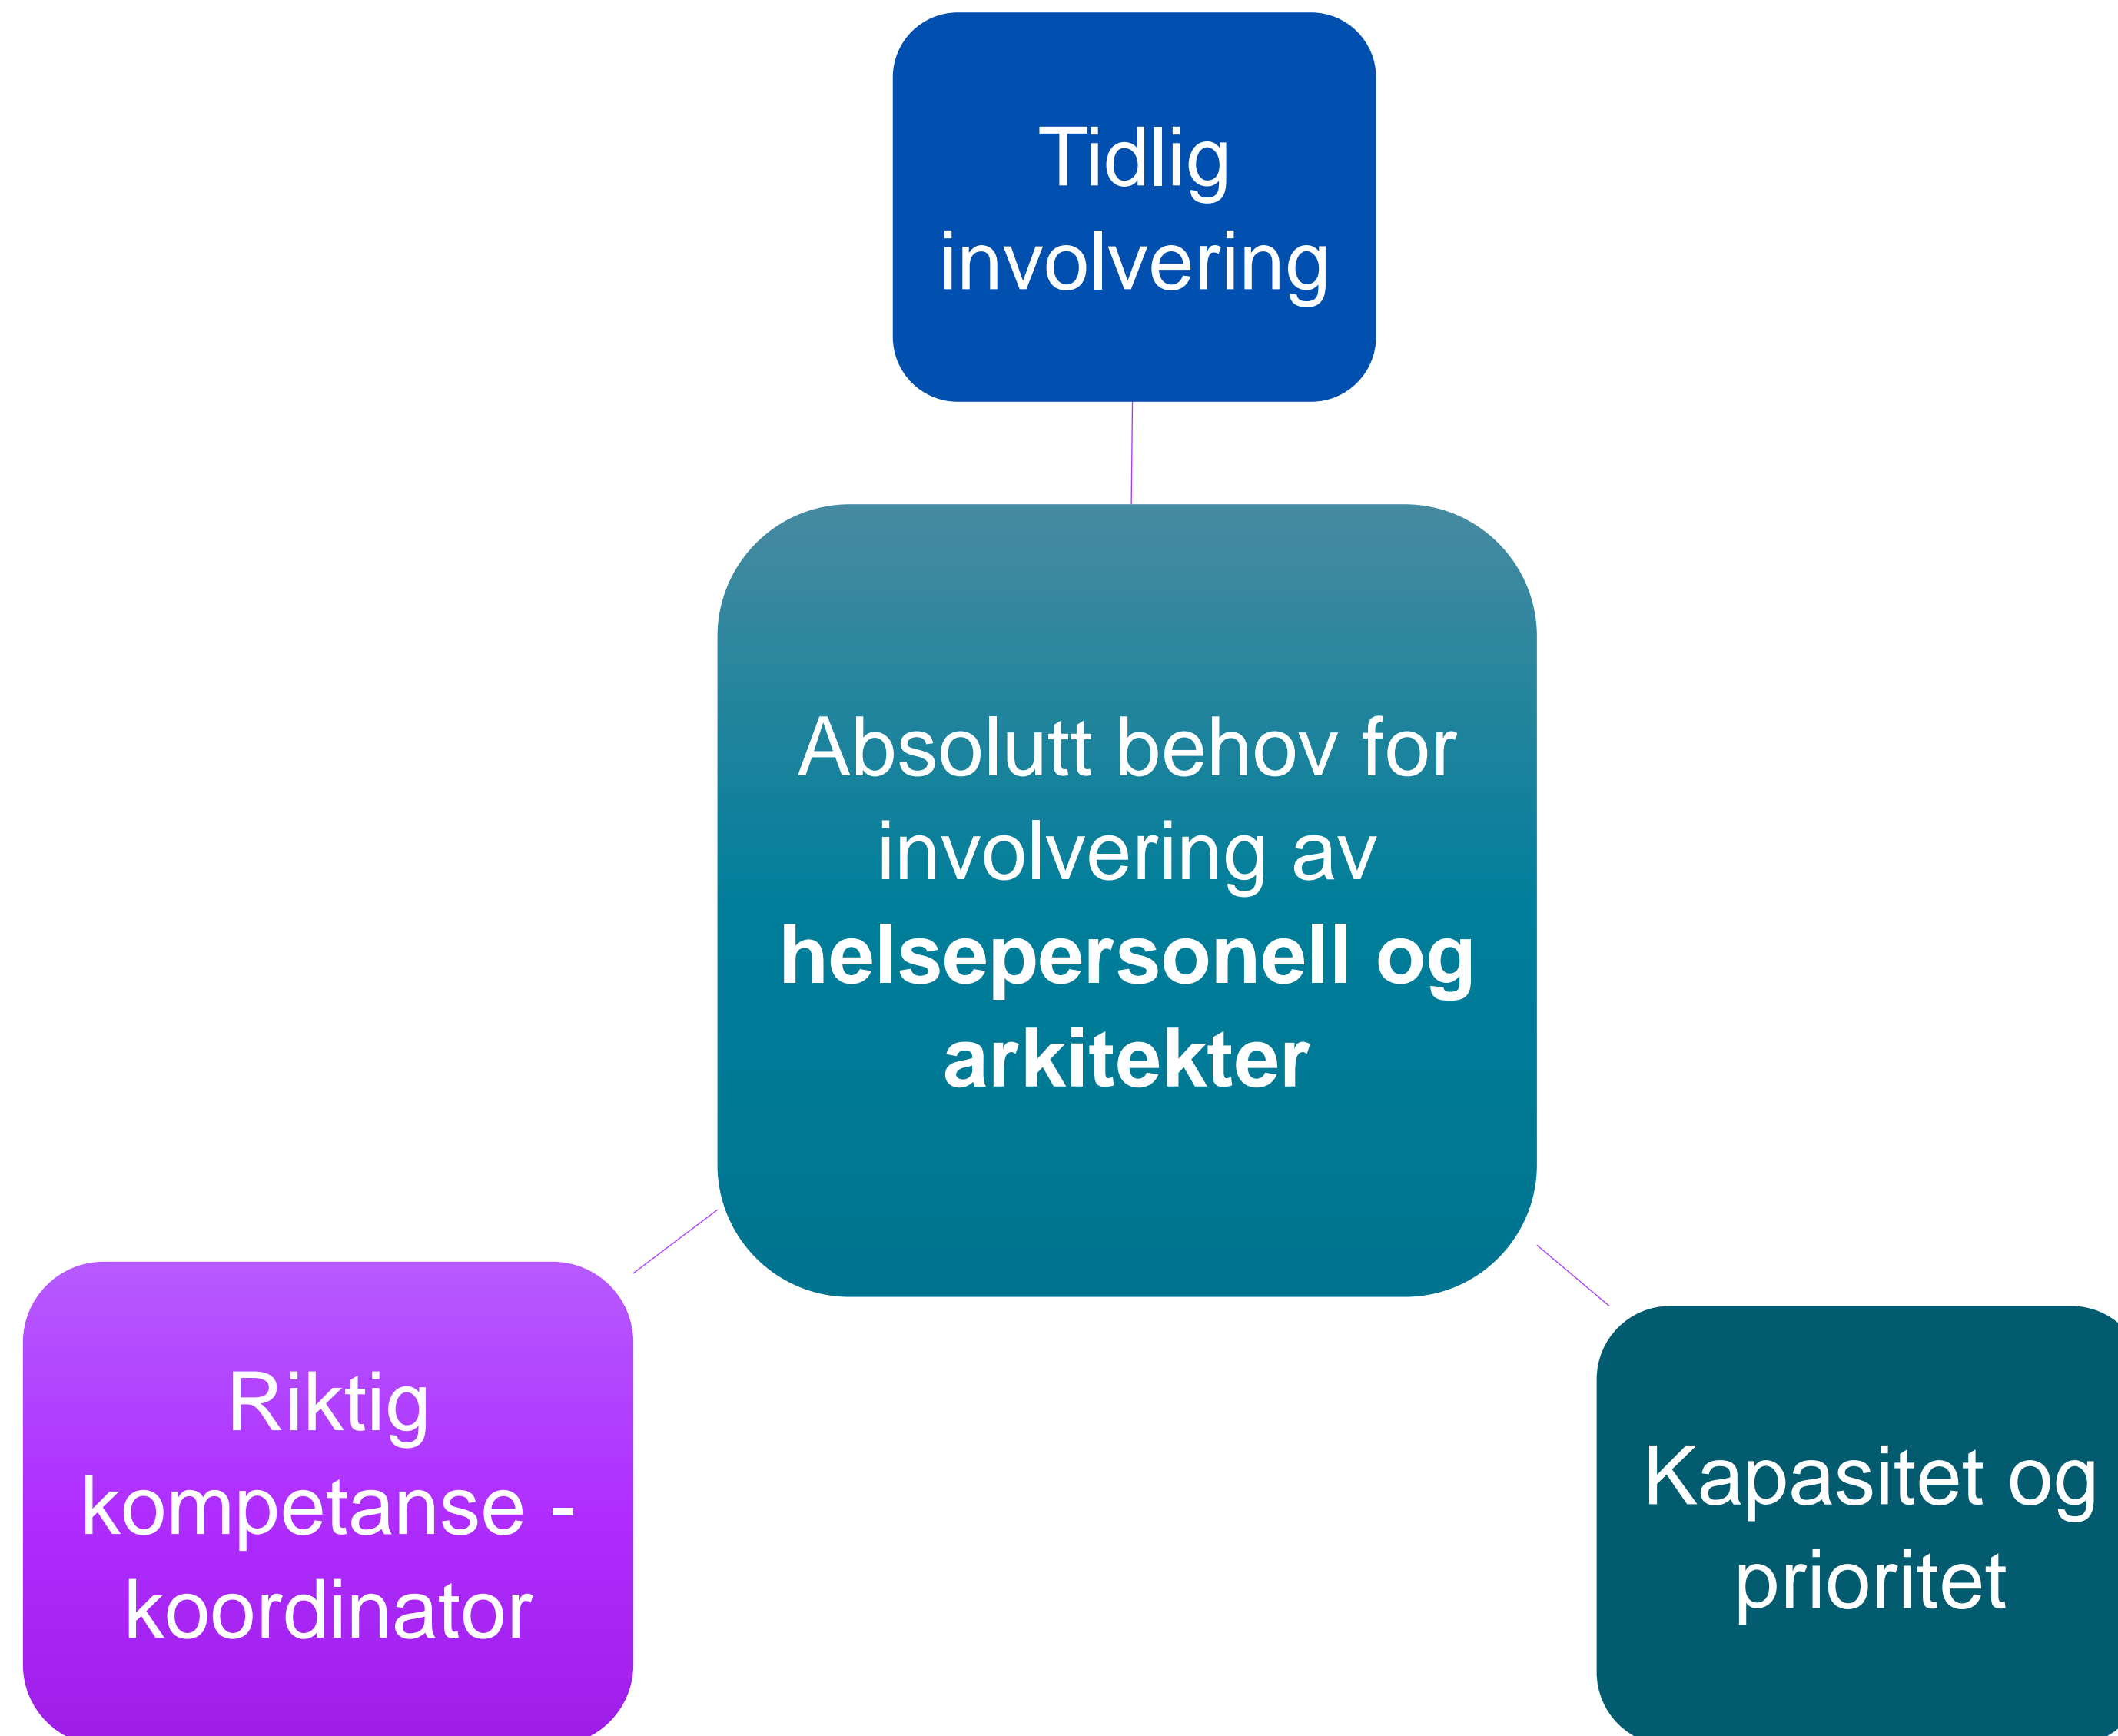 Tidlig
involvering
Absolutt behov for
involvering av
helsepersonell og
arkitekter
Riktig
kompetanse -
koordinator
Kapasitet og
prioritet